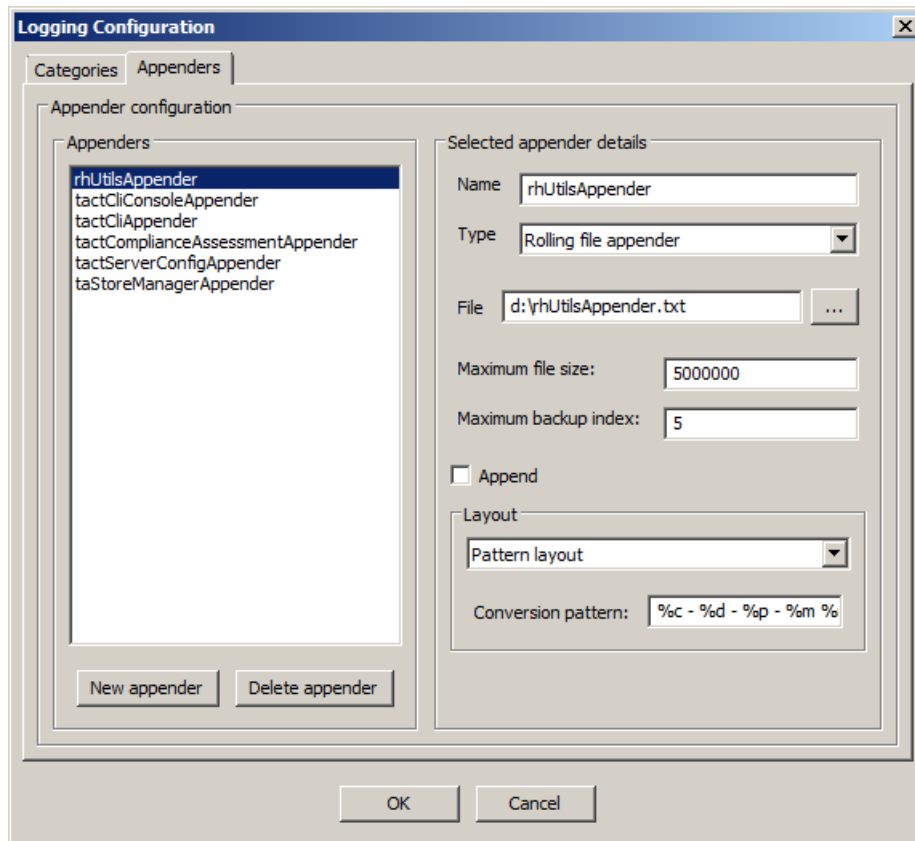 Logging Configuration
Categories
Appenders
Appender configuration
Appenders
rhUtilsAppender
tactCliConsoleAppender
tactCliAppender
tactComplianceAssessmentAppender
tactServerConfigAppender
taStoreManagerAppender
New appender
Delete appender
Selected appender details
Name rhUtilsAppender
Type Rolling file appender
File d:\rhUtilsAppender.txt ...
Maximum file size: 5000000
Maximum backup index: 5
Append
Layout
Pattern layout
Conversion pattern: %c - %d - %p - %m %
OK
Cancel